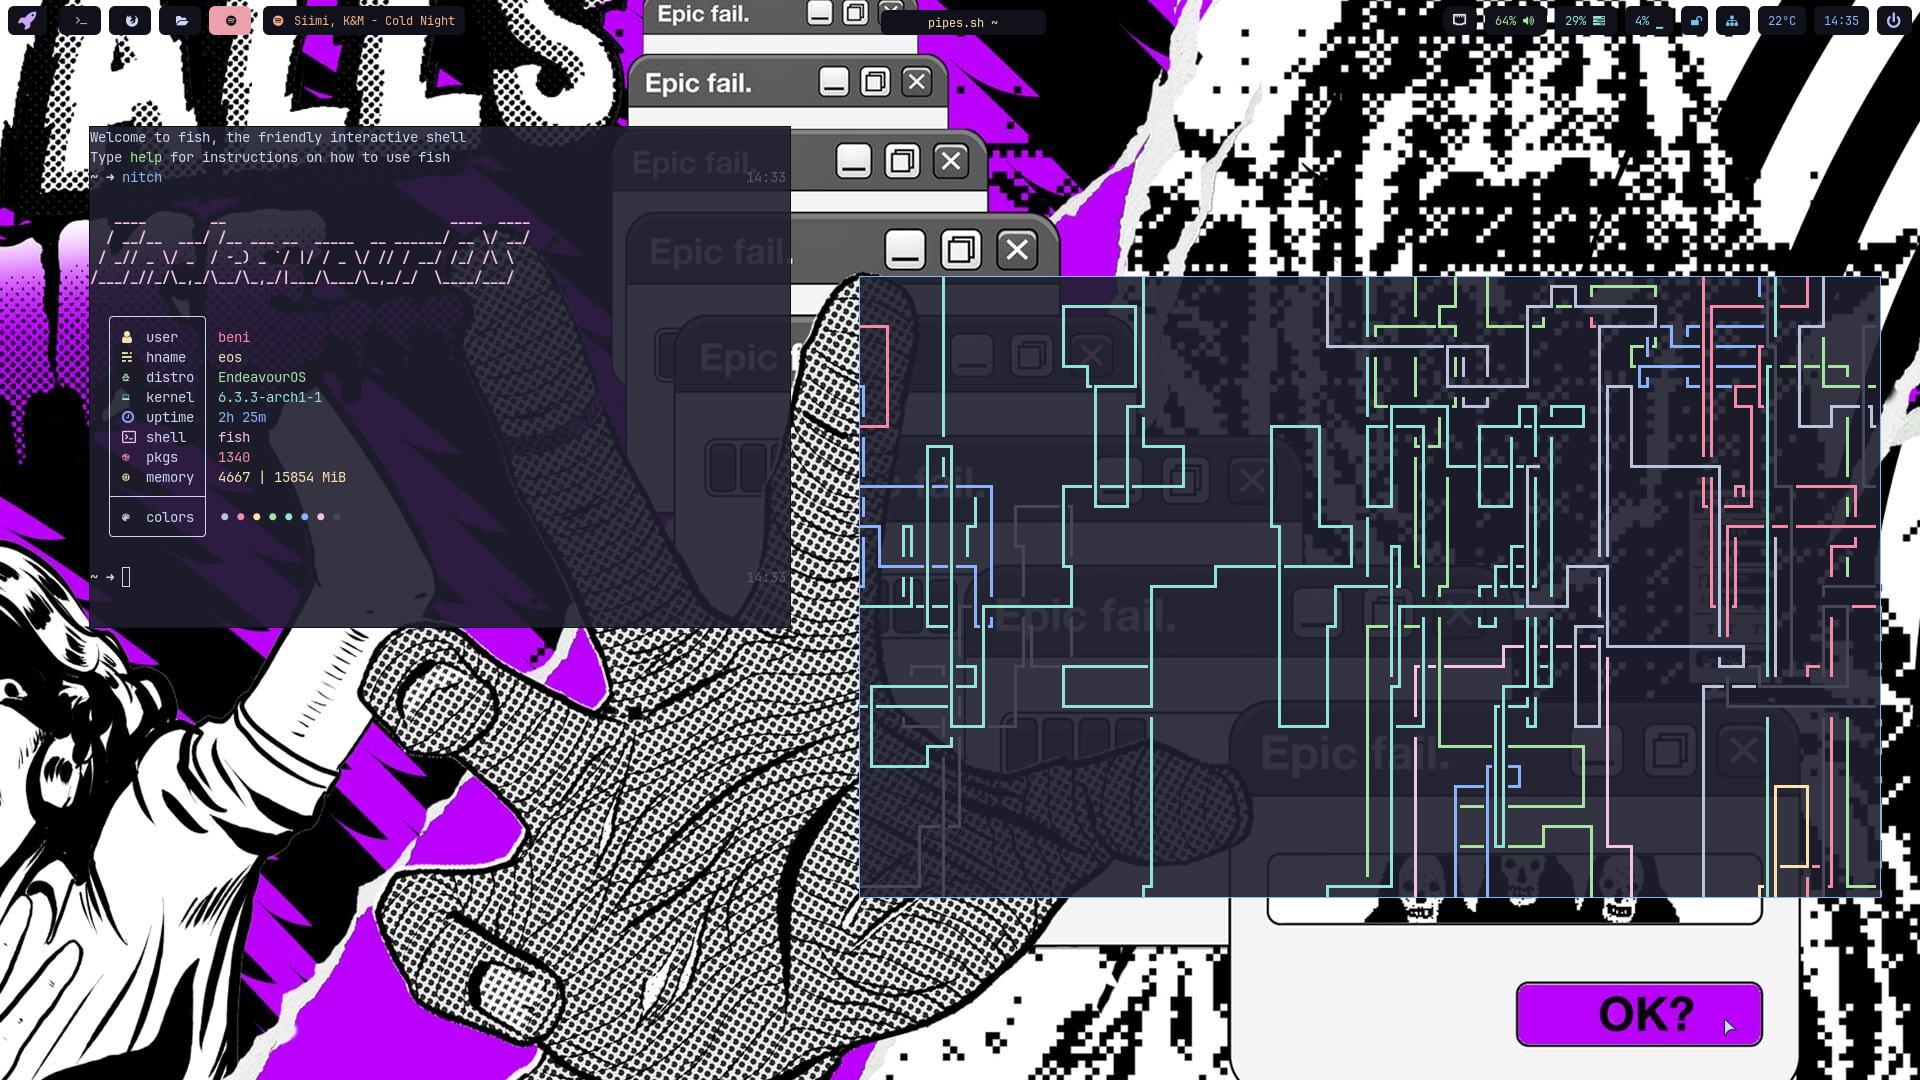 Siimi, K&M - Cold Night
pipes.sh ~
64%
29%
4%
22°C
14:35
Epic fail.
Epic fail.
Epic fail.
Epic fail.
Epic f
Epic fail.
Epic fail.
OK?
Welcome to fish, the friendly interactive shell
Type help for instructions on how to use fish
~ → nitch
14:33
EndeavourOS
user beni
hname eos
distro EndeavourOS
kernel 6.3.3-arch1-1
uptime 2h 25m
shell fish
pkgs 1340
memory 4667 | 15854 MiB
colors
~ →
14:33